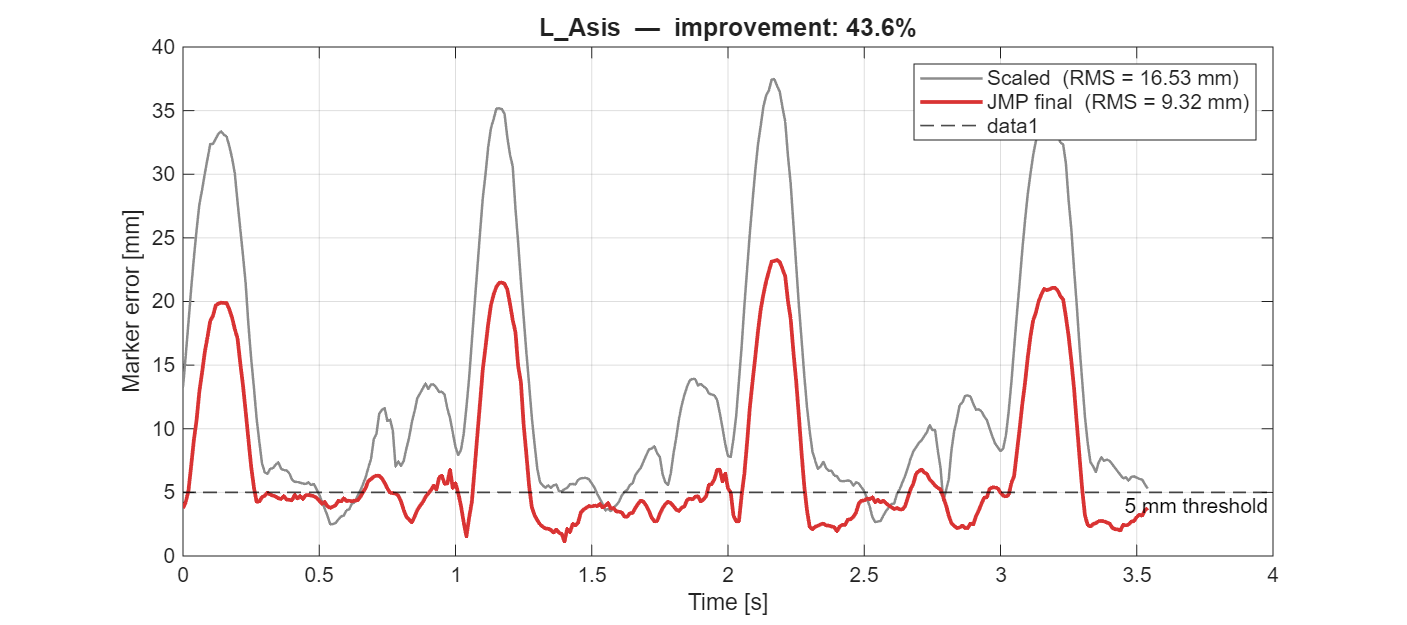 L_Asis — improvement: 43.6%
40
35
30
25
20
15
10
5
0
Marker error [mm]
Scaled (RMS = 16.53 mm)
JMP final (RMS = 9.32 mm)
data1
5 mm threshold
0 0.5 1 1.5 2 2.5 3 3.5 4
Time [s]